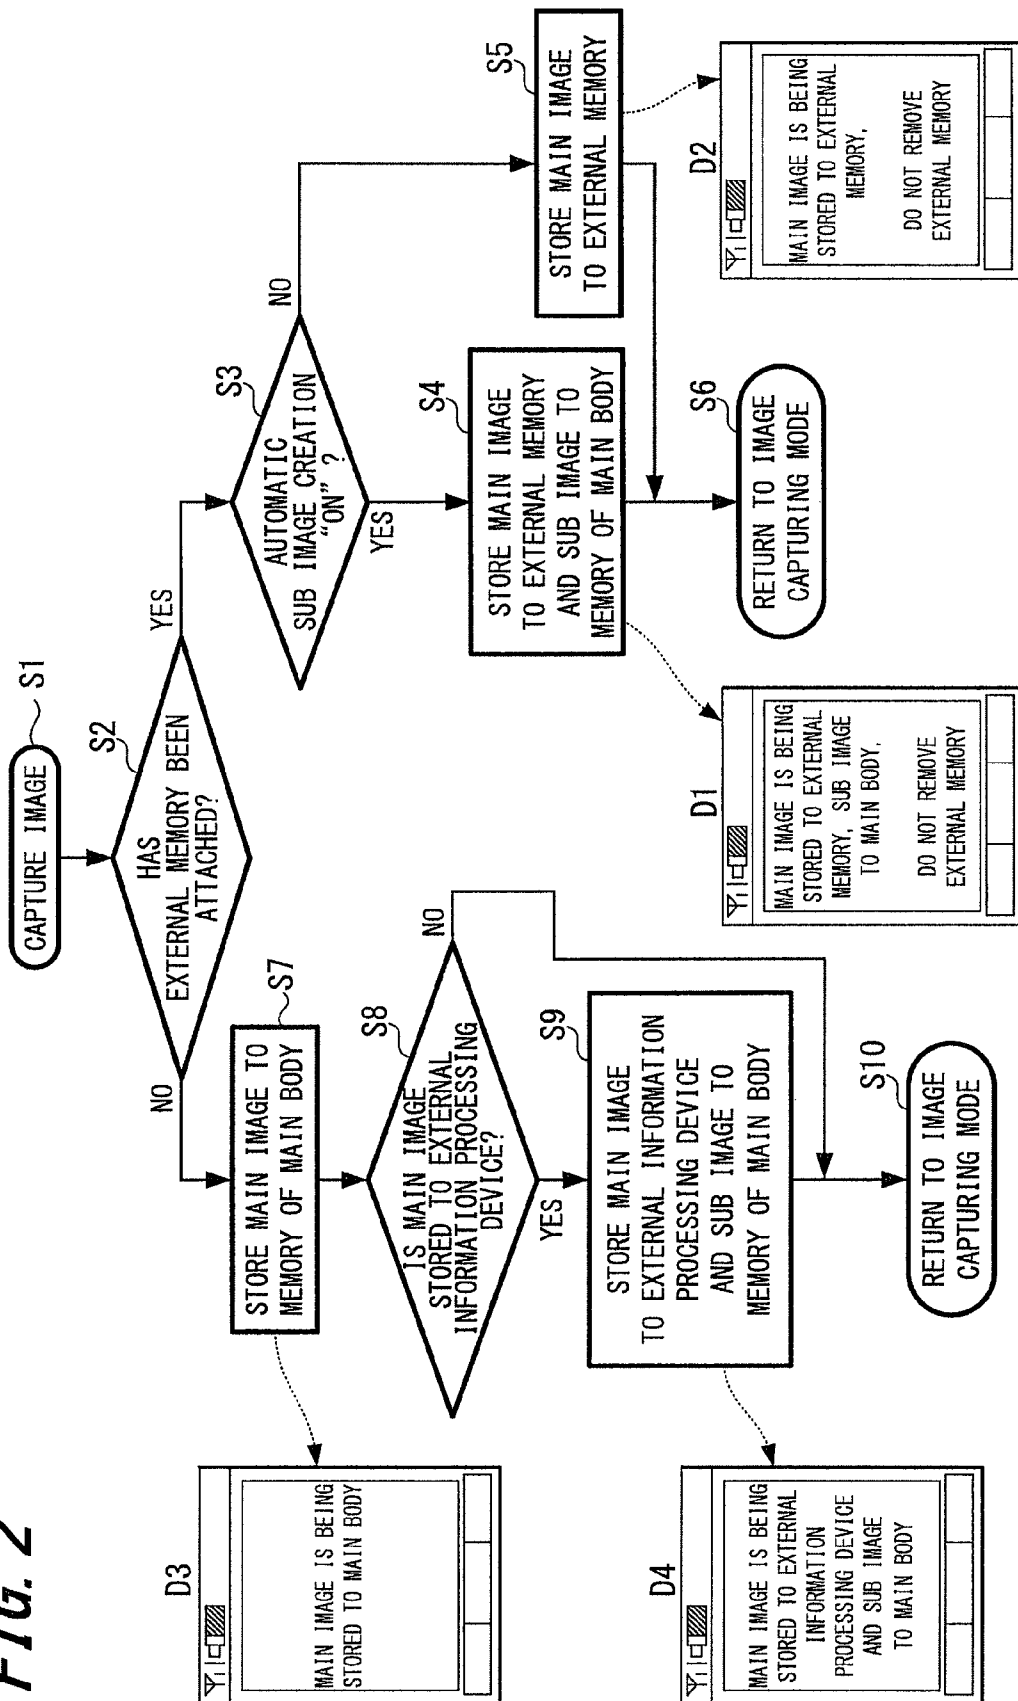 FIG. 2
CAPTURE IMAGE
S1
S2
HAS
EXTERNAL MEMORY BEEN
ATTACHED?
NO
YES
S7
STORE MAIN IMAGE TO
MEMORY OF MAIN BODY
S8
IS MAIN IMAGE
STORED TO EXTERNAL
INFORMATION PROCESSING
DEVICE?
NO
YES
S9
STORE MAIN IMAGE
TO EXTERNAL INFORMATION
PROCESSING DEVICE
AND SUB IMAGE TO
MEMORY OF MAIN BODY
S10
RETURN TO IMAGE
CAPTURING MODE
D3
MAIN IMAGE IS BEING
STORED TO MAIN BODY
D4
MAIN IMAGE IS BEING
STORED TO EXTERNAL
INFORMATION
PROCESSING DEVICE
AND SUB IMAGE
TO MAIN BODY
S3
AUTOMATIC
SUB IMAGE CREATION
"ON" ?
NO
YES
S4
STORE MAIN IMAGE
TO EXTERNAL MEMORY
AND SUB IMAGE TO
MEMORY OF MAIN BODY
S5
STORE MAIN IMAGE
TO EXTERNAL MEMORY
S6
RETURN TO IMAGE
CAPTURING MODE
D1
MAIN IMAGE IS BEING
STORED TO EXTERNAL
MEMORY, SUB IMAGE
TO MAIN BODY.
DO NOT REMOVE
EXTERNAL MEMORY
D2
MAIN IMAGE IS BEING
STORED TO EXTERNAL
MEMORY.
DO NOT REMOVE
EXTERNAL MEMORY